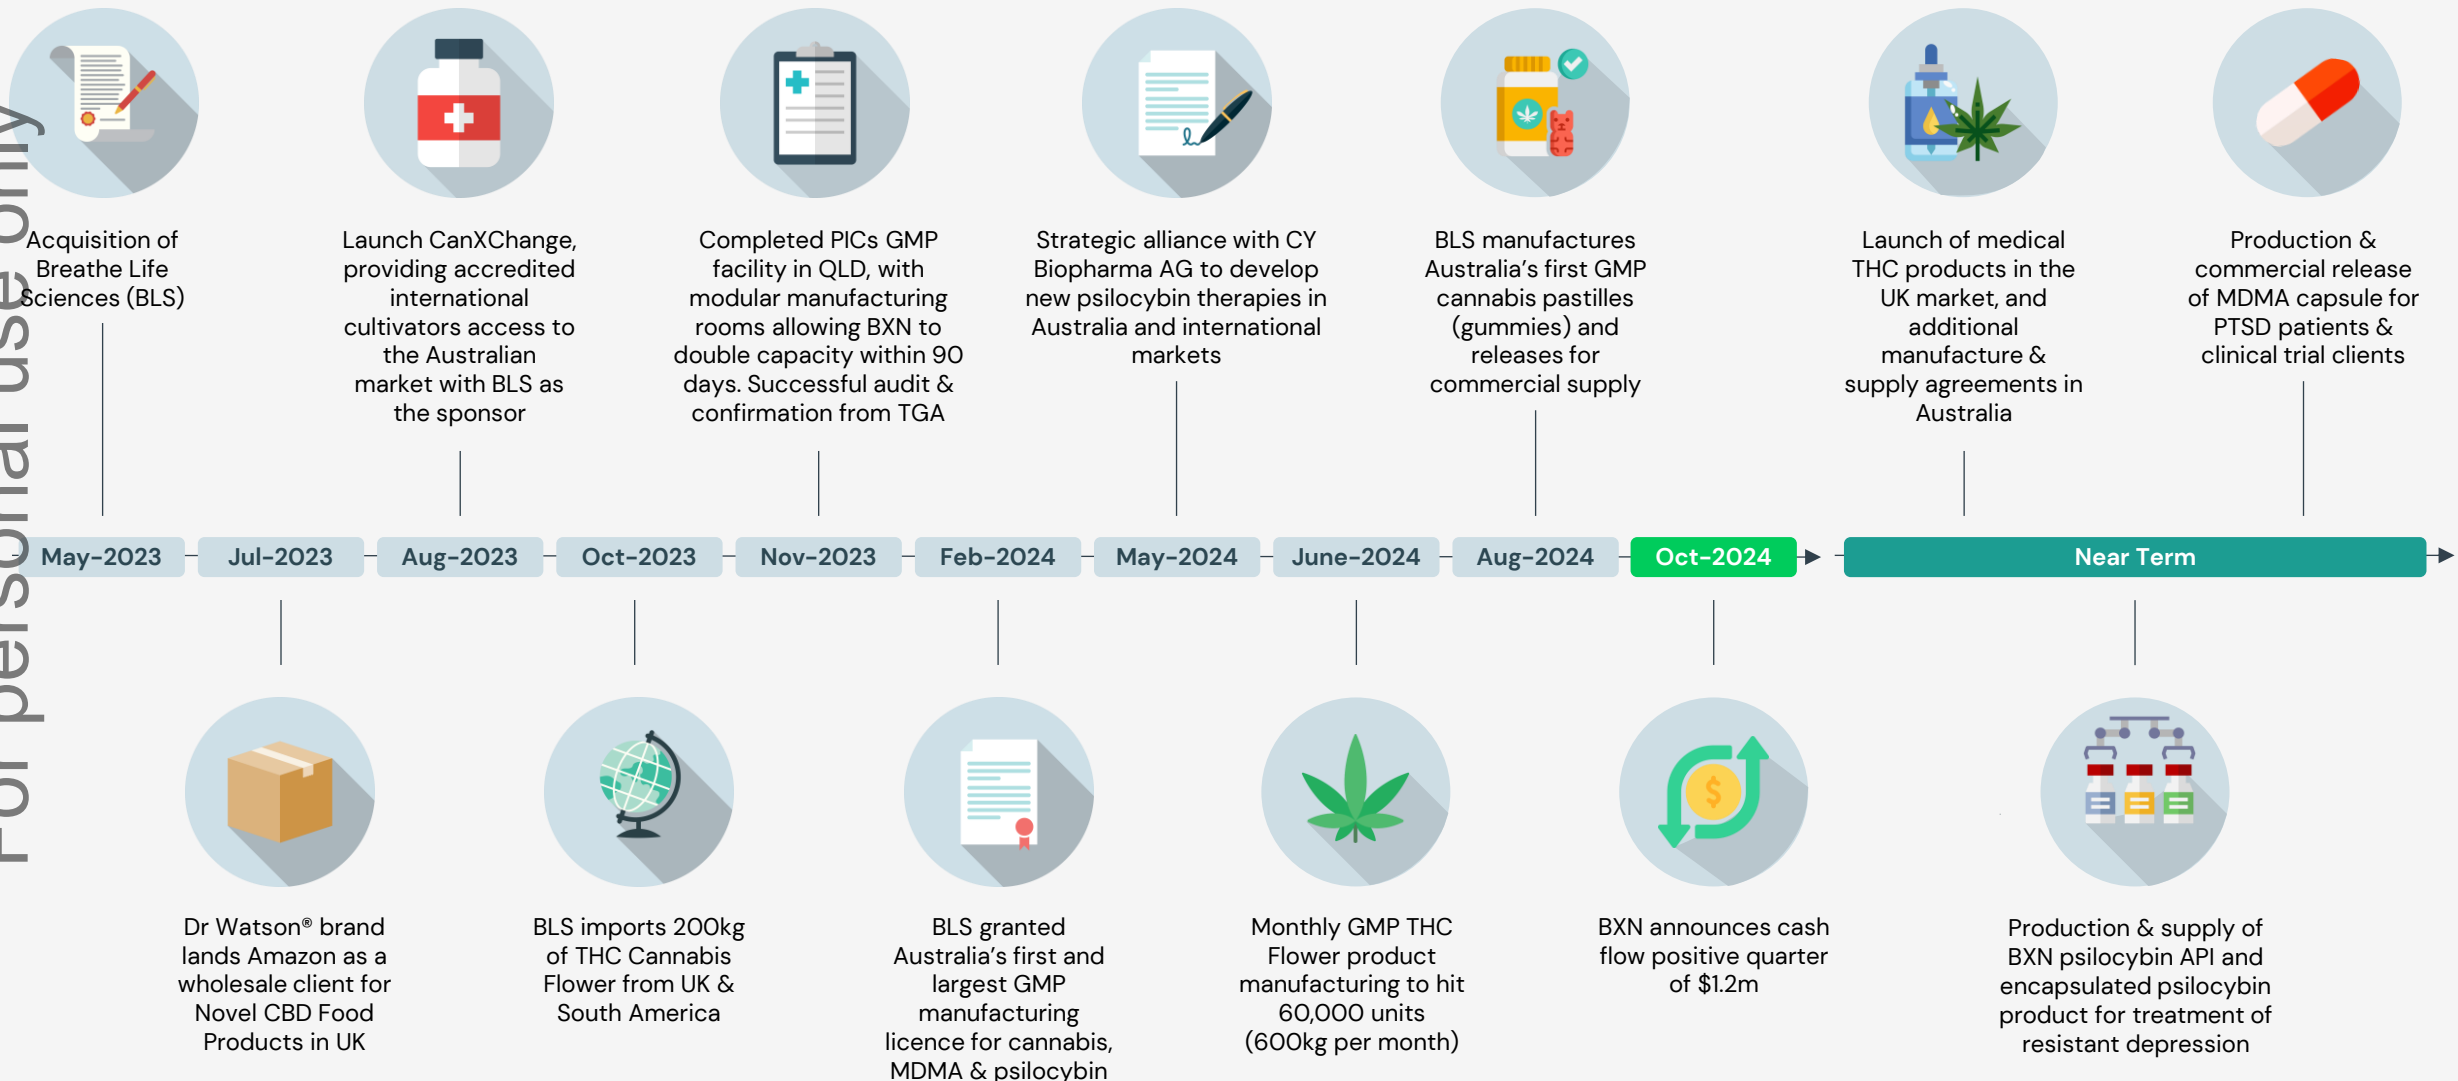 For personal use only
Acquisition of
Breathe Life
Sciences (BLS)
Launch CanXChange,
providing accredited
international
cultivators access to
the Australian
market with BLS as
the sponsor
Completed PICs GMP
facility in QLD, with
modular manufacturing
rooms allowing BXN to
double capacity within 90
days. Successful audit &
confirmation from TGA
Strategic alliance with CY
Biopharma AG to develop
new psilocybin therapies in
Australia and international
markets
BLS manufactures
Australia’s first GMP
cannabis pastilles
(gummies) and
releases for
commercial supply
Launch of medical
THC products in the
UK market, and
additional
manufacture &
supply agreements in
Australia
Production &
commercial release
of MDMA capsule for
PTSD patients &
clinical trial clients
May-2023
Jul-2023
Aug-2023
Oct-2023
Nov-2023
Feb-2024
May-2024
June-2024
Aug-2024
Oct-2024
Near Term
Dr Watson® brand
lands Amazon as a
wholesale client for
Novel CBD Food
Products in UK
BLS imports 200kg
of THC Cannabis
Flower from UK &
South America
BLS granted
Australia’s first and
largest GMP
manufacturing
licence for cannabis,
MDMA & psilocybin
Monthly GMP THC
Flower product
manufacturing to hit
60,000 units
(600kg per month)
BXN announces cash
flow positive quarter
of $1.2m
Production & supply of
BXN psilocybin API and
encapsulated psilocybin
product for treatment of
resistant depression